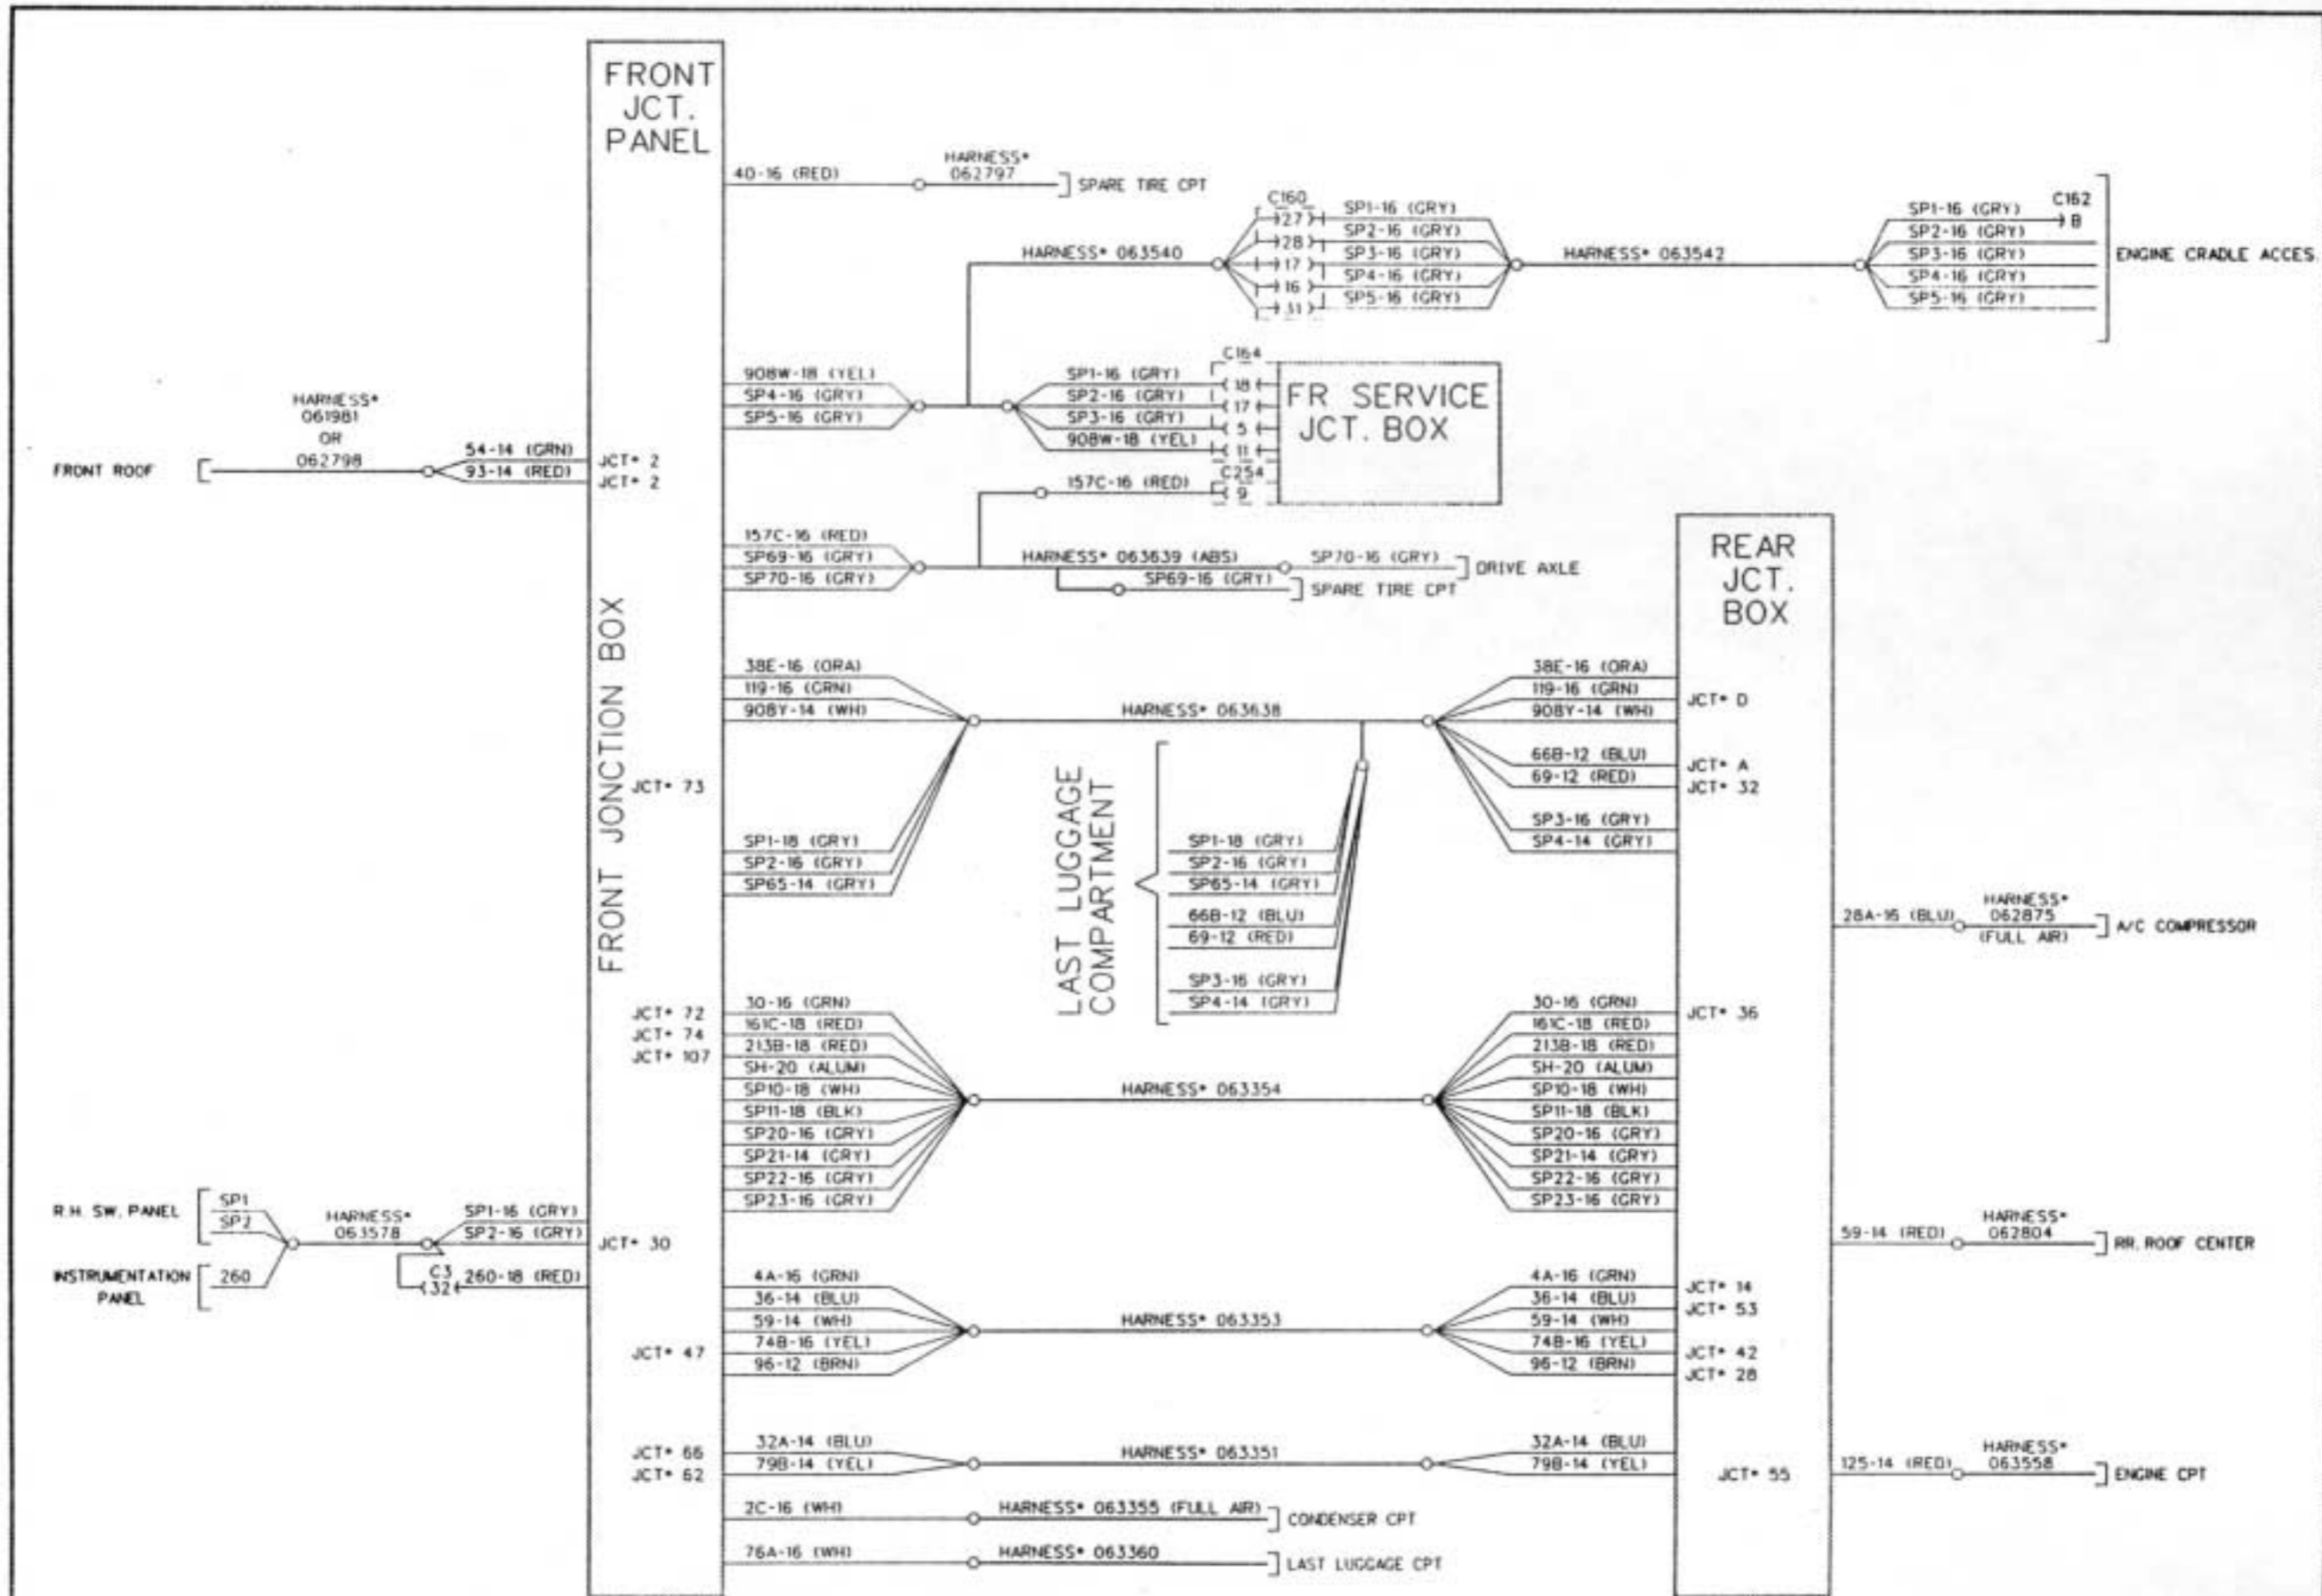 FRONT
JCT.
PANEL
FRONT JONCTION BOX
40-16 (RED)
HARNESS*
062797
SPARE TIRE CPT
HARNESS* 063540
C160
27
28
17
16
31
SP1-16 (GRY)
SP2-16 (GRY)
SP3-16 (GRY)
SP4-16 (GRY)
SP5-16 (GRY)
HARNESS* 063542
SP1-16 (GRY)
SP2-16 (GRY)
SP3-16 (GRY)
SP4-16 (GRY)
SP5-16 (GRY)
C162
B
ENGINE CRADLE ACCES.
908W-18 (YEL)
SP4-16 (GRY)
SP5-16 (GRY)
SP1-16 (GRY)
SP2-16 (GRY)
SP3-16 (GRY)
908W-18 (YEL)
C164
18
17
5
11
FR SERVICE
JCT. BOX
157C-16 (RED)
C254
9
FRONT ROOF
HARNESS*
061981
OR
062798
54-14 (GRN)
93-14 (RED)
JCT* 2
JCT* 2
157C-16 (RED)
SP69-16 (GRY)
SP70-16 (GRY)
HARNESS* 063639 (ABS)
SP70-16 (GRY)
DRIVE AXLE
SP69-16 (GRY)
SPARE TIRE CPT
REAR
JCT.
BOX
38E-16 (ORA)
119-16 (GRN)
908Y-14 (WH)
JCT* 73
SP1-18 (GRY)
SP2-16 (GRY)
SP65-14 (GRY)
HARNESS* 063638
38E-16 (ORA)
119-16 (GRN)
908Y-14 (WH)
66B-12 (BLU)
69-12 (RED)
SP3-16 (GRY)
SP4-14 (GRY)
JCT* D
JCT* A
JCT* 32
LAST LUGGAGE
COMPARTMENT
SP1-18 (GRY)
SP2-16 (GRY)
SP65-14 (GRY)
66B-12 (BLU)
69-12 (RED)
SP3-16 (GRY)
SP4-14 (GRY)
28A-16 (BLU)
HARNESS*
062875
(FULL AIR)
A/C COMPRESSOR
JCT* 72
JCT* 74
JCT* 107
30-16 (GRN)
161C-18 (RED)
213B-18 (RED)
SH-20 (ALUM)
SP10-18 (WH)
SP11-18 (BLK)
SP20-16 (GRY)
SP21-14 (GRY)
SP22-16 (GRY)
SP23-16 (GRY)
HARNESS* 063354
30-16 (GRN)
161C-18 (RED)
213B-18 (RED)
SH-20 (ALUM)
SP10-18 (WH)
SP11-18 (BLK)
SP20-16 (GRY)
SP21-14 (GRY)
SP22-16 (GRY)
SP23-16 (GRY)
JCT* 36
R.H. SW. PANEL
SP1
SP2
INSTRUMENTATION
PANEL
260
HARNESS*
063578
SP1-16 (GRY)
SP2-16 (GRY)
JCT* 30
C3
32
260-18 (RED)
59-14 (RED)
HARNESS*
062804
RR. ROOF CENTER
4A-16 (GRN)
36-14 (BLU)
59-14 (WH)
74B-16 (YEL)
96-12 (BRN)
JCT* 47
HARNESS* 063353
4A-16 (GRN)
36-14 (BLU)
59-14 (WH)
74B-16 (YEL)
96-12 (BRN)
JCT* 14
JCT* 53
JCT* 42
JCT* 28
JCT* 66
JCT* 62
32A-14 (BLU)
79B-14 (YEL)
HARNESS* 063351
32A-14 (BLU)
79B-14 (YEL)
JCT* 55
125-14 (RED)
HARNESS*
063558
ENGINE CPT
2C-16 (WH)
HARNESS* 063355 (FULL AIR)
CONDENSER CPT
76A-16 (WH)
HARNESS* 063360
LAST LUGGAGE CPT